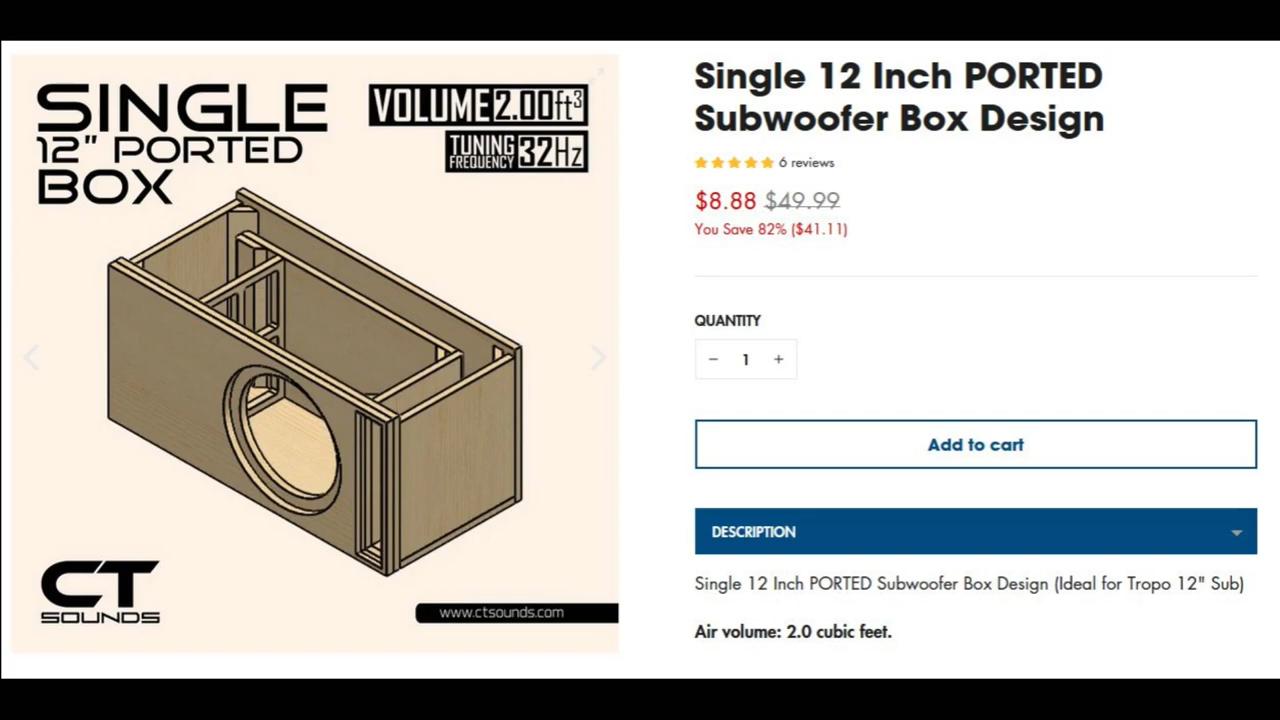 SINGLE
12" PORTED
BOX
VOLUME 2.00ft³
TUNING
FREQUENCY 32Hz
CT
SOUNDS
www.ctsounds.com
Single 12 Inch PORTED
Subwoofer Box Design
6 reviews
$8.88 $49.99
You Save 82% ($41.11)
QUANTITY
− 1 +
Add to cart
DESCRIPTION
Single 12 Inch PORTED Subwoofer Box Design (Ideal for Tropo 12" Sub)
Air volume: 2.0 cubic feet.